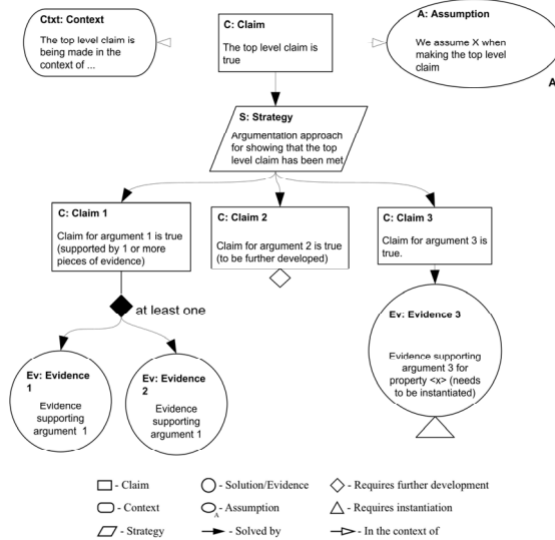 Ctxt: Context
The top level claim is
being made in the
context of ...
C: Claim
The top level claim is
true
A: Assumption
We assume X when
making the top level
claim
A
S: Strategy
Argumentation approach
for showing that the top
level claim has been met
C: Claim 1
Claim for argument 1 is true
(supported by 1 or more
pieces of evidence)
C: Claim 2
Claim for argument 2 is true
(to be further developed)
C: Claim 3
Claim for argument 3 is
true.
at least one
Ev: Evidence
1
Evidence
supporting
argument 1
Ev: Evidence
2
Evidence
supporting
argument 1
Ev: Evidence 3
Evidence supporting
argument 3 for
property <x> (needs
to be instantiated)
- Claim
- Solution/Evidence
- Requires further development
- Context
A
- Assumption
- Requires instantiation
- Strategy
- Solved by
- In the context of